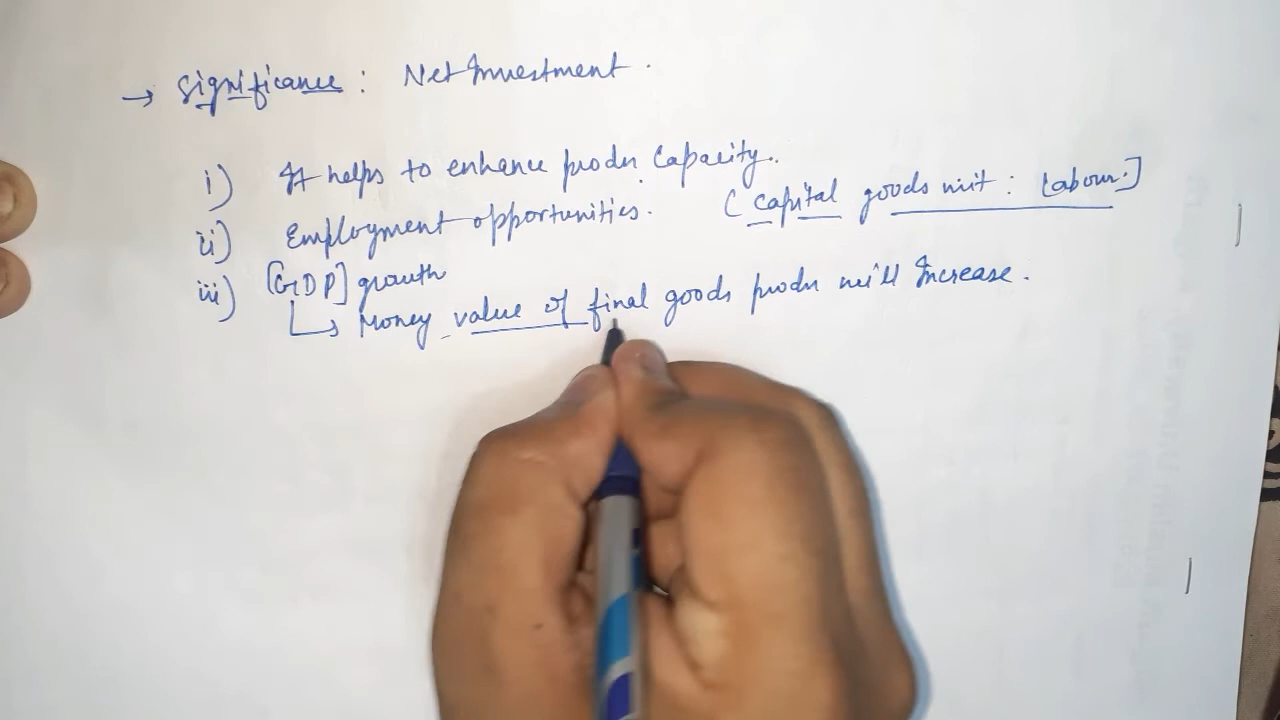 → Significance : Net Investment .
i) It helps to enhance prodn Capacity.
ii) Employment opportunities. ( capital goods unit : Labour.]
iii) [GDP] growth
↳ Money value of final goods prodn will Increase .